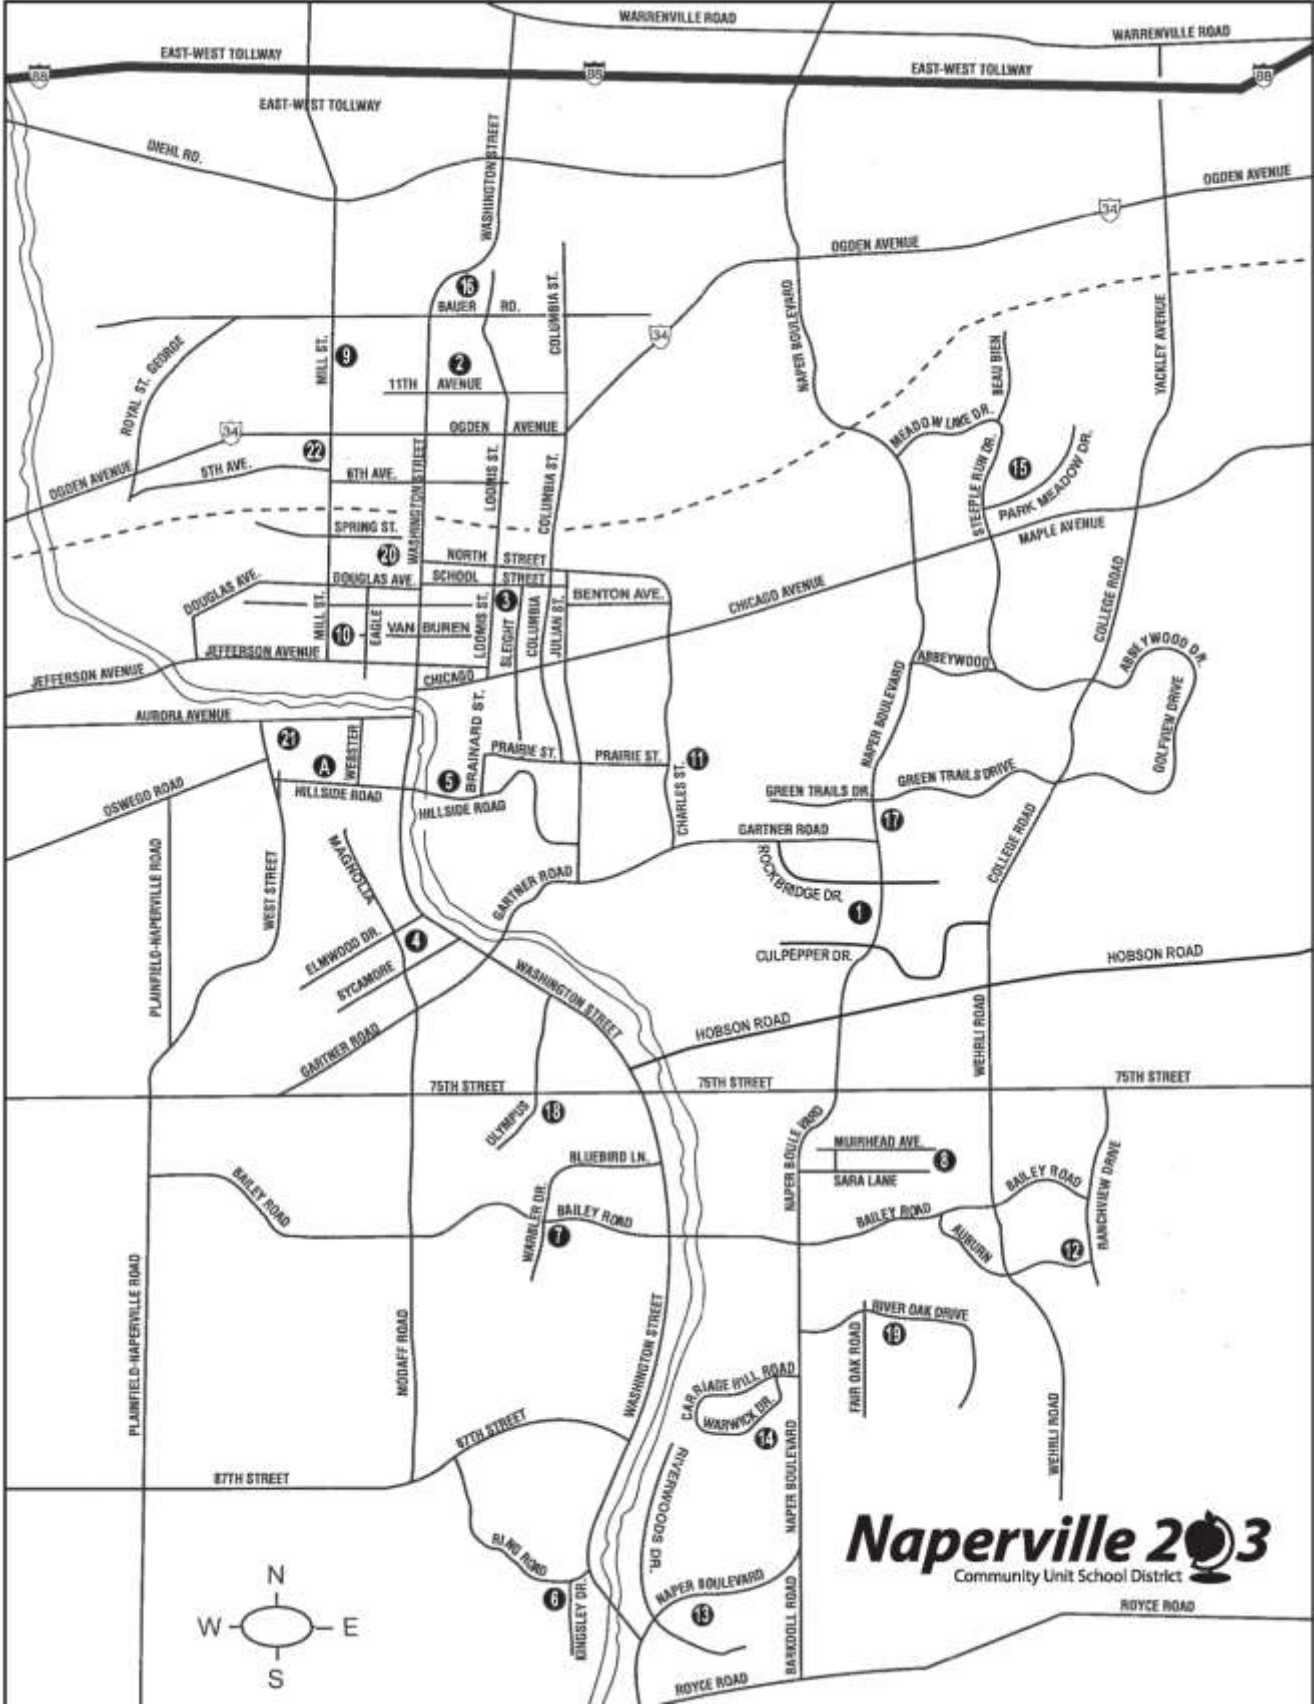 WARRENVILLE ROAD
WARRENVILLE ROAD
EAST-WEST TOLLWAY
88
88
EAST-WEST TOLLWAY
88
EAST-WEST TOLLWAY
DIEHL RD.
WASHINGTON STREET
OGDEN AVENUE
34
OGDEN AVENUE
16
BAUER RD.
COLUMBIA ST.
NAPER BOULEVARD
YACKLEY AVENUE
ROYAL ST. GEORGE
MILL ST.
9
2
34
BEAU BIEN
11TH AVENUE
34
OGDEN AVENUE
MEADOW LAKE DR.
OGDEN AVENUE
22
5TH AVE.
6TH AVE.
WASHINGTON STREET
LOOMIS ST.
COLUMBIA ST.
STEEPLE RUN DR.
15
PARK MEADOW DR.
MAPLE AVENUE
SPRING ST.
20
NORTH STREET
DOUGLAS AVE.
DOUGLAS AVE.
SCHOOL STREET
BENTON AVE.
CHICAGO AVENUE
COLLEGE ROAD
MILL ST.
10
EAGLE
VAN BUREN
LOOMIS ST.
3
SLEIGHT
COLUMBIA
JULIAN ST.
JEFFERSON AVENUE
JEFFERSON AVENUE
CHICAGO
ABBEYWOOD
ABBEYWOOD DR.
AURORA AVENUE
21
A
WEBSTER
BRAINARD ST.
PRAIRIE ST.
PRAIRIE ST.
11
NAPER BOULEVARD
GOLFVIEW DRIVE
OSWEGO ROAD
HILLSIDE ROAD
5
HILLSIDE ROAD
CHARLES ST.
GREEN TRAILS DR.
GREEN TRAILS DRIVE
17
GARTNER ROAD
COLLEGE ROAD
PLAINFIELD-NAPERVILLE ROAD
WEST STREET
MAGNOLIA
GARTNER ROAD
ROCKBRIDGE DR.
1
ELMWOOD DR.
4
SYCAMORE
CULPEPPER DR.
HOBSON ROAD
WASHINGTON STREET
GARTNER ROAD
HOBSON ROAD
WEHRLI ROAD
75TH STREET
75TH STREET
75TH STREET
OLYMPUS
18
NAPER BOULEVARD
MUIRHEAD AVE.
8
SARA LANE
BLUEBIRD LN.
BAILEY ROAD
WARBLER DR.
BAILEY ROAD
7
BAILEY ROAD
BAILEY ROAD
AUBURN
12
RANCHVIEW DRIVE
PLAINFIELD-NAPERVILLE ROAD
MODAFF ROAD
WASHINGTON STREET
RIVER OAK DRIVE
19
FAIR OAK ROAD
CARRIAGE HILL ROAD
WARWICK DR.
14
NAPER BOULEVARD
WEHRLI ROAD
87TH STREET
87TH STREET
RIVERWOODS DR.
RING ROAD
6
KINGSLEY DR.
NAPER BOULEVARD
13
BARKDOLL ROAD
Naperville 203
Community Unit School District
ROYCE ROAD
ROYCE ROAD
N
W E
S